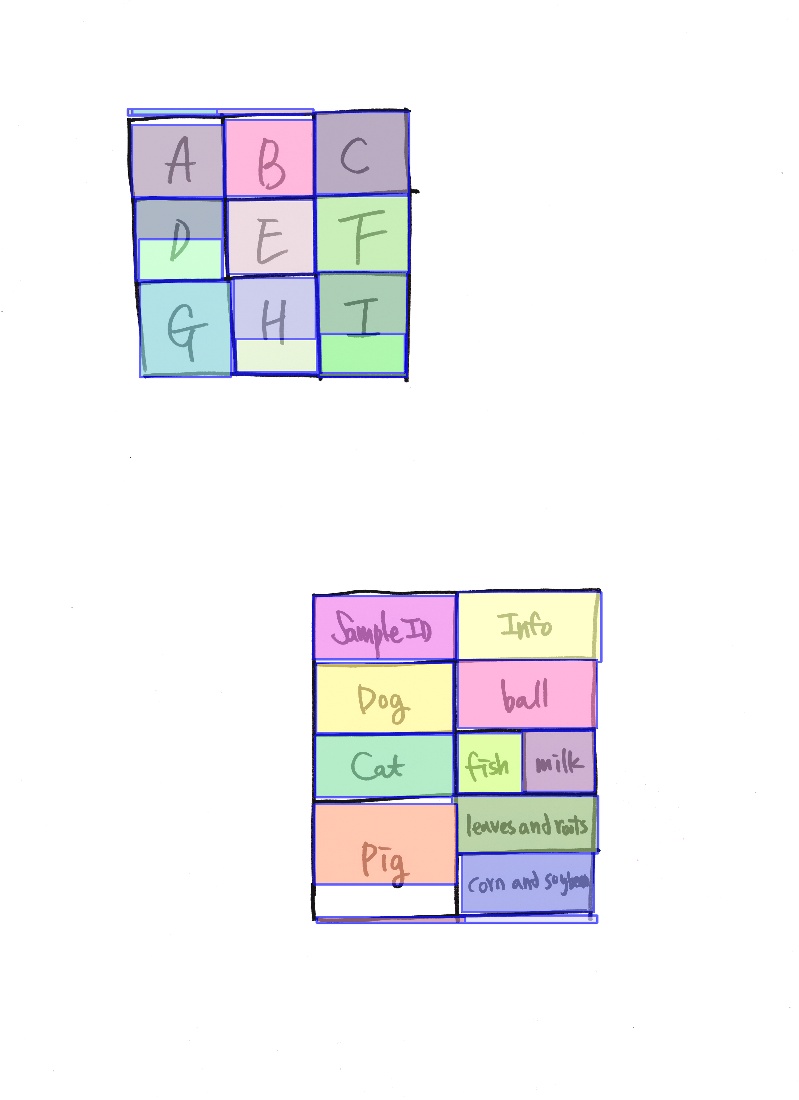 A B C
D E F
G H I
Sample ID Info
Dog ball
Cat fish milk
Pig leaves and roots
corn and soybean